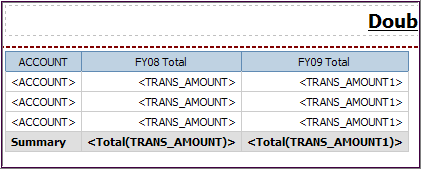 Doub
ACCOUNT FY08 Total FY09 Total
<ACCOUNT> <TRANS_AMOUNT> <TRANS_AMOUNT1>
<ACCOUNT> <TRANS_AMOUNT> <TRANS_AMOUNT1>
<ACCOUNT> <TRANS_AMOUNT> <TRANS_AMOUNT1>
Summary <Total(TRANS_AMOUNT)> <Total(TRANS_AMOUNT1)>